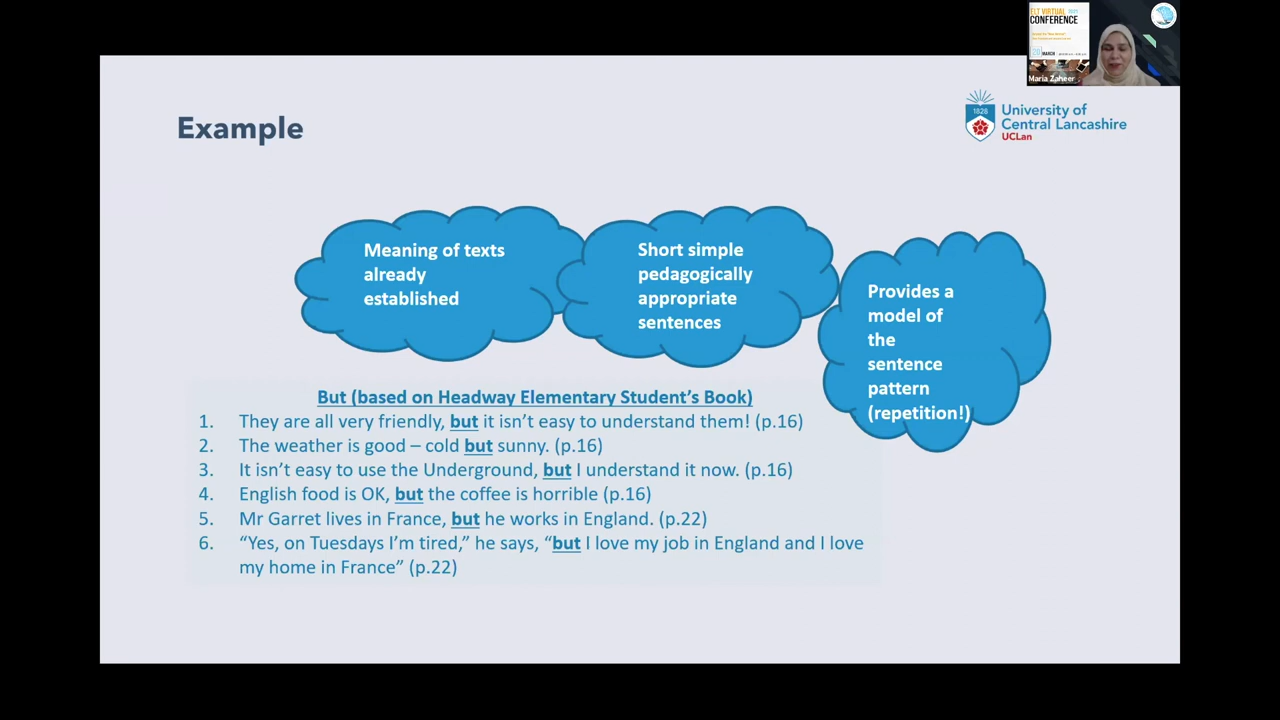 ELT VIRTUAL
CONFERENCE
MARCH
Maria Zaheer
Example
1828
University of
Central Lancashire
UCLan
Meaning of texts
already
established
Short simple
pedagogically
appropriate
sentences
Provides a
model of
the
sentence
pattern
(repetition!)
But (based on Headway Elementary Student’s Book)
1. They are all very friendly, but it isn’t easy to understand them! (p.16)
2. The weather is good – cold but sunny. (p.16)
3. It isn’t easy to use the Underground, but I understand it now. (p.16)
4. English food is OK, but the coffee is horrible (p.16)
5. Mr Garret lives in France, but he works in England. (p.22)
6. “Yes, on Tuesdays I’m tired,” he says, “but I love my job in England and I love
my home in France” (p.22)